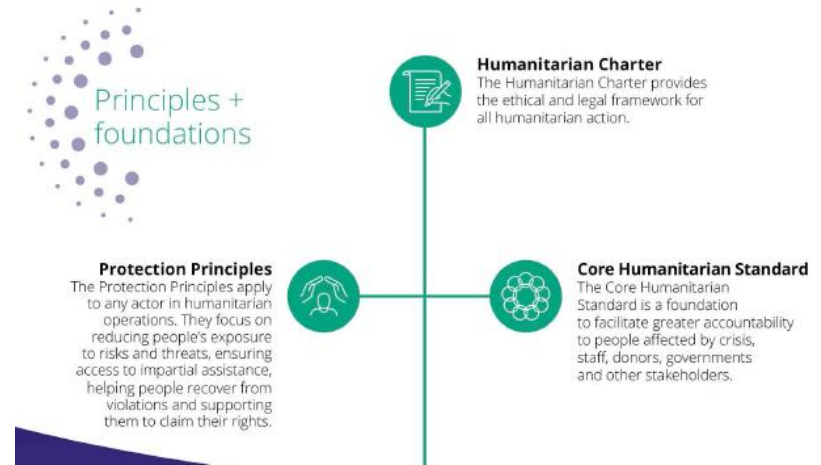 Principles +
foundations
Humanitarian Charter
The Humanitarian Charter provides
the ethical and legal framework for
all humanitarian action.
Protection Principles
The Protection Principles apply
to any actor in humanitarian
operations. They focus on
reducing people's exposure
to risks and threats, ensuring
access to impartial assistance,
helping people recover from
violations and supporting
them to claim their rights.
Core Humanitarian Standard
The Core Humanitarian
Standard is a foundation
to facilitate greater accountability
to people affected by crisis,
staff, donors, governments
and other stakeholders.